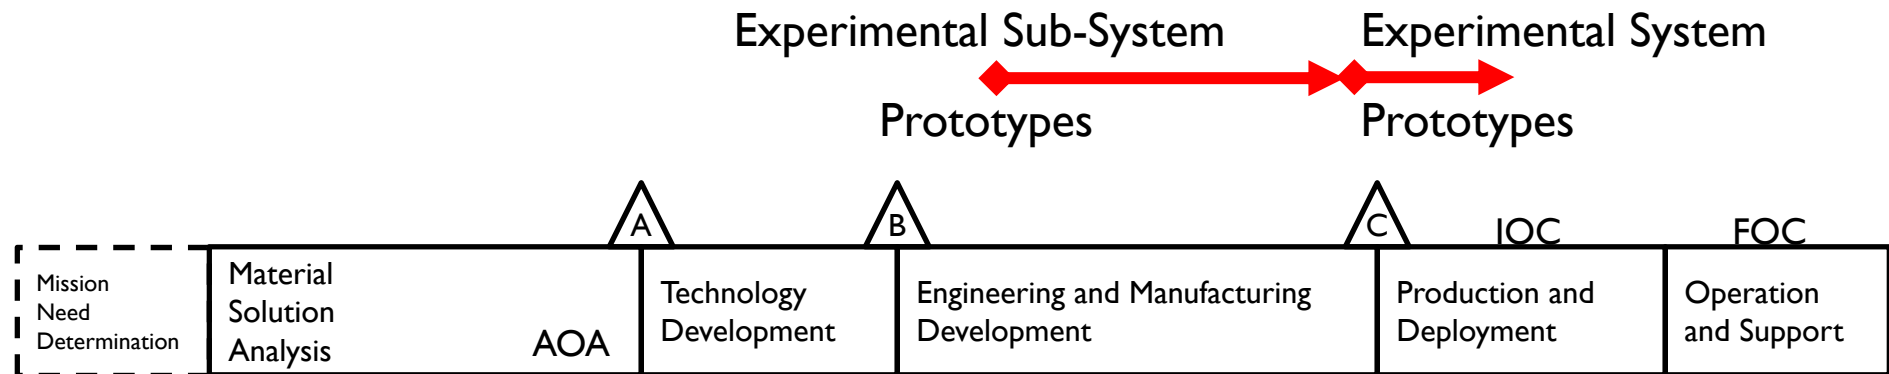 Experimental Sub-System
Prototypes
Experimental System
Prototypes
A
B
C
IOC
FOC
Mission
Need
Determination
Material
Solution
Analysis
AOA
Technology
Development
Engineering and Manufacturing
Development
Production and
Deployment
Operation
and Support